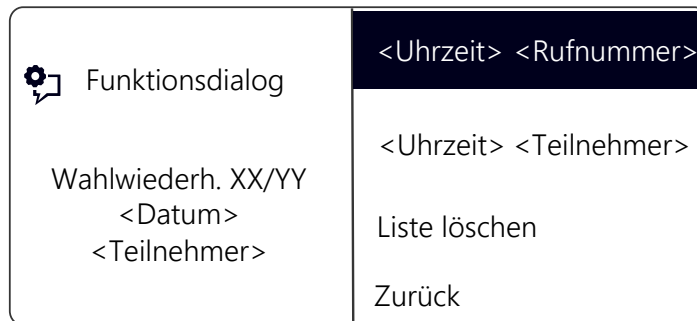 Funktionsdialog
Wahlwiederh. XX/YY
<Datum>
<Teilnehmer>
<Uhrzeit> <Rufnummer>
<Uhrzeit> <Teilnehmer>
Liste löschen
Zurück